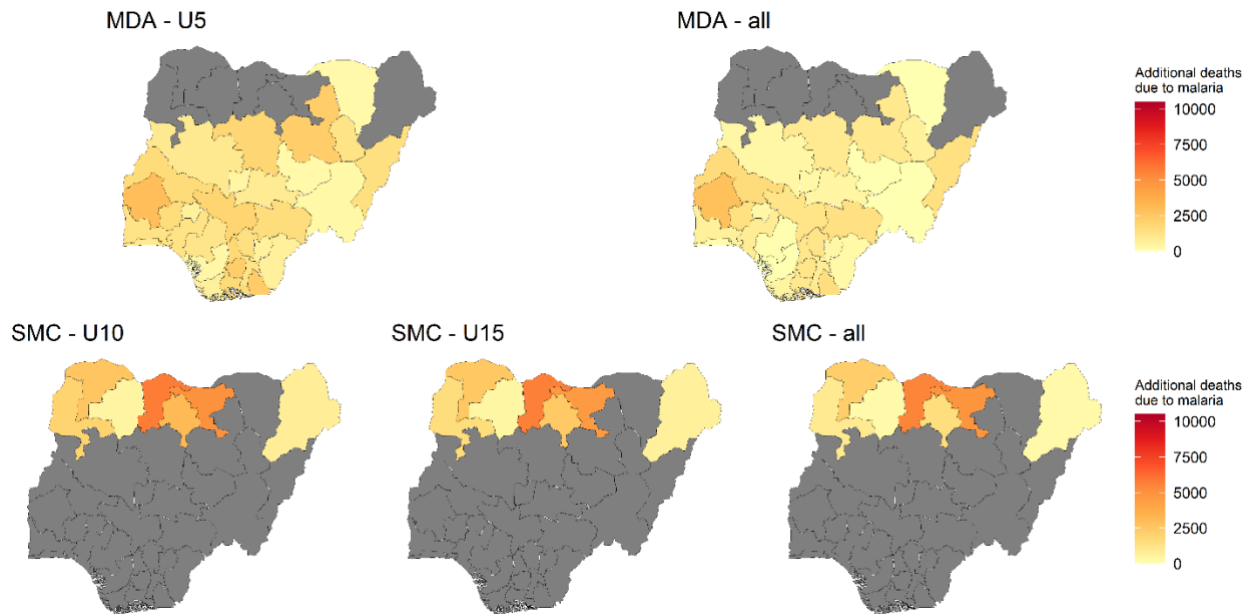 MDA - U5
MDA - all
Additional deaths
due to malaria
10000
7500
5000
2500
0
SMC - U10
SMC - U15
SMC - all
Additional deaths
due to malaria
10000
7500
5000
2500
0